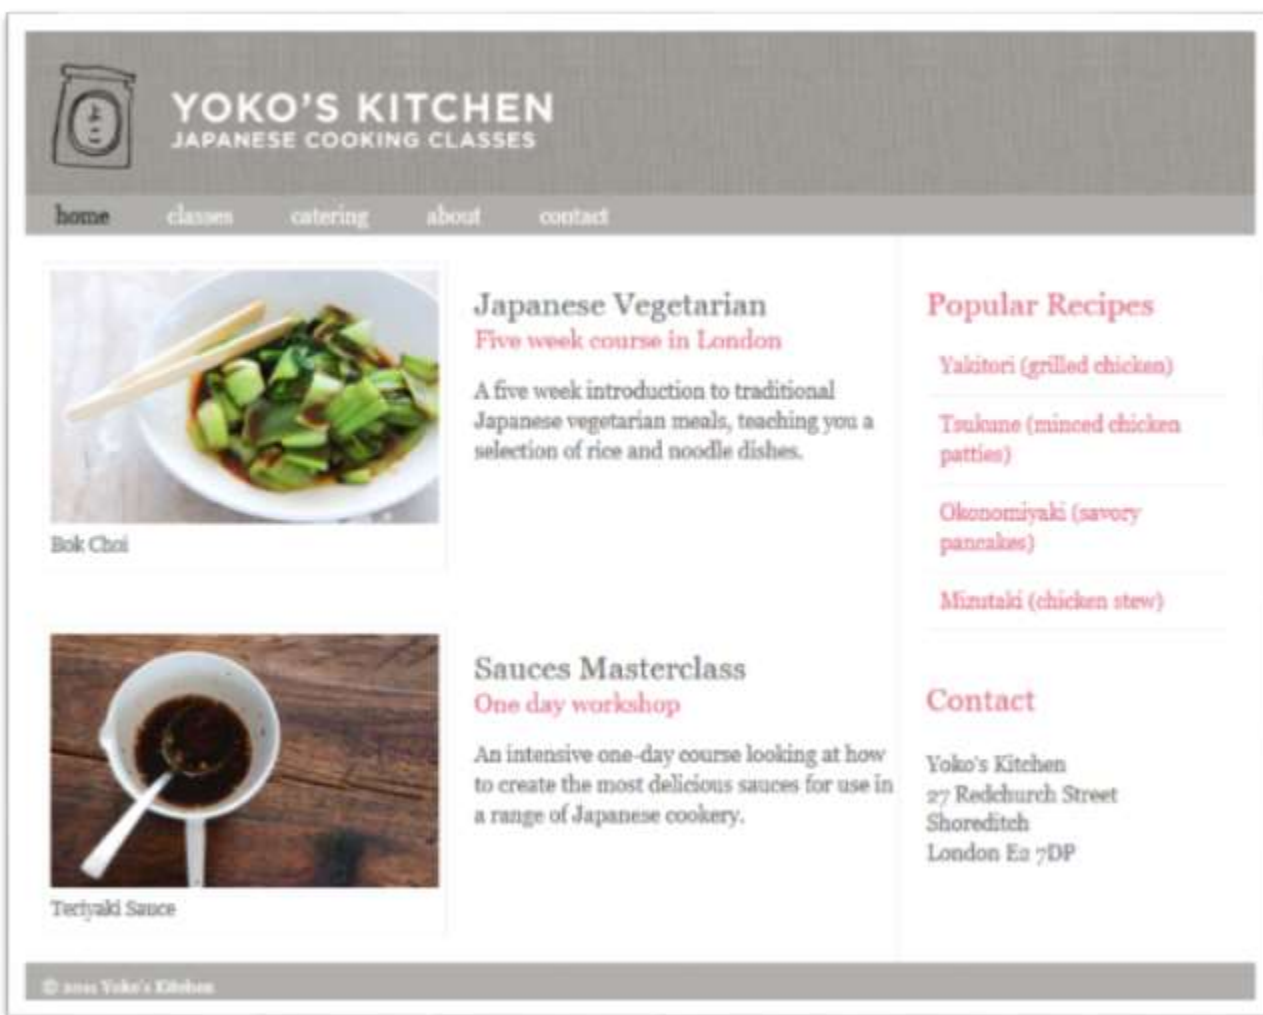 ようこ
YOKO'S KITCHEN
JAPANESE COOKING CLASSES
home classes catering about contact
Japanese Vegetarian
Five week course in London
A five week introduction to traditional
Japanese vegetarian meals, teaching you a
selection of rice and noodle dishes.
Bok Choi
Sauces Masterclass
One day workshop
An intensive one-day course looking at how
to create the most delicious sauces for use in
a range of Japanese cookery.
Teriyaki Sauce
Popular Recipes
Yakitori (grilled chicken)
Tsukune (minced chicken
patties)
Okonomiyaki (savory
pancakes)
Mizutaki (chicken stew)
Contact
Yoko's Kitchen
27 Redchurch Street
Shoreditch
London E2 7DP
© 2011 Yoko's Kitchen